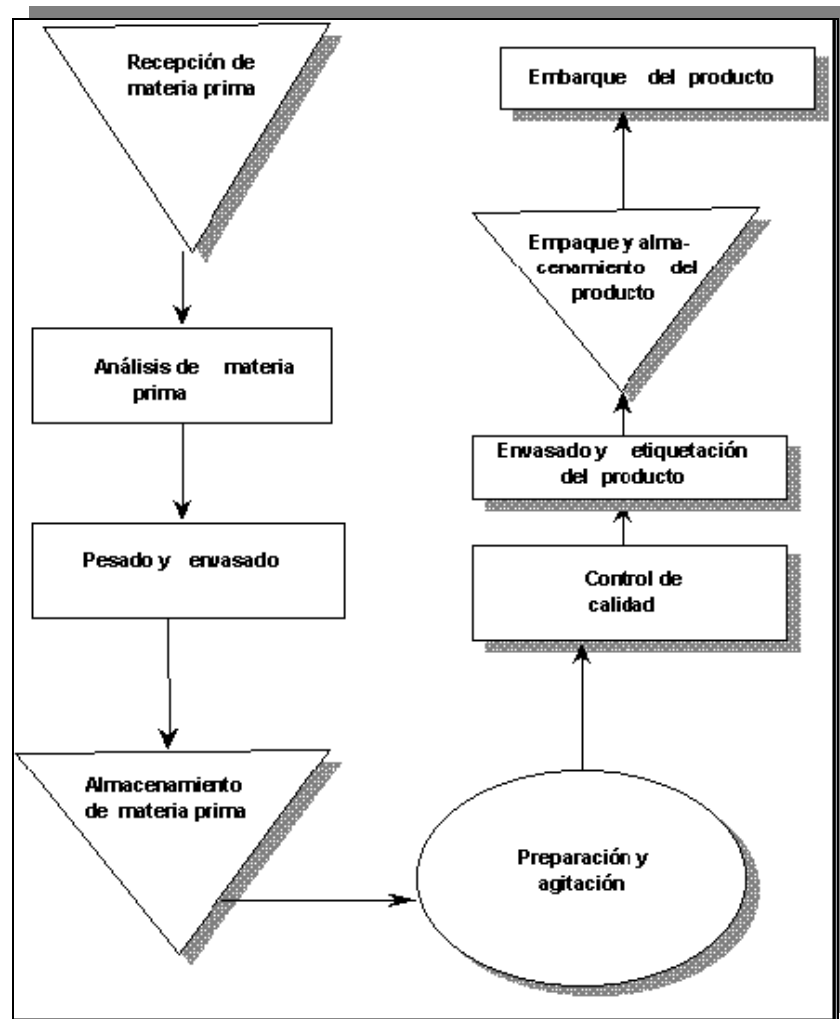 Recepción de
materia prima
Análisis de materia
prima
Pesado y envasado
Almacenamiento
de materia prima
Preparación y
agitación
Control de
calidad
Envasado y etiquetación
del producto
Empaque y alma-
cenamiento del
producto
Embarque del producto